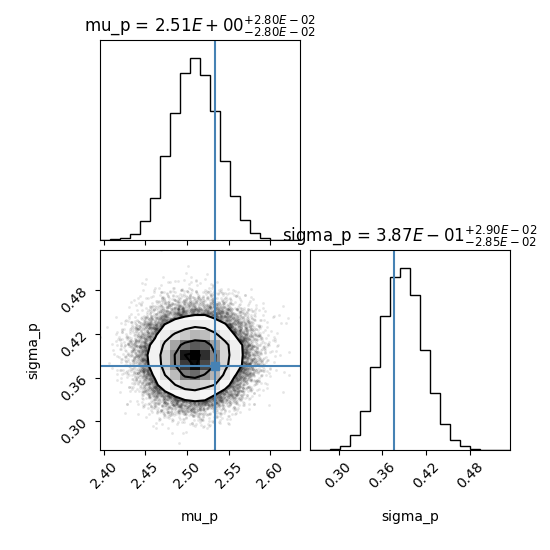 mu_p = 2.51E + 00+2.80E − 02 −2.80E − 02
sigma_p = 3.87E − 01+2.90E − 02 −2.85E − 02
sigma_p
0.48
0.42
0.36
0.30
2.40 2.45 2.50 2.55 2.60
0.30 0.36 0.42 0.48
mu_p
sigma_p